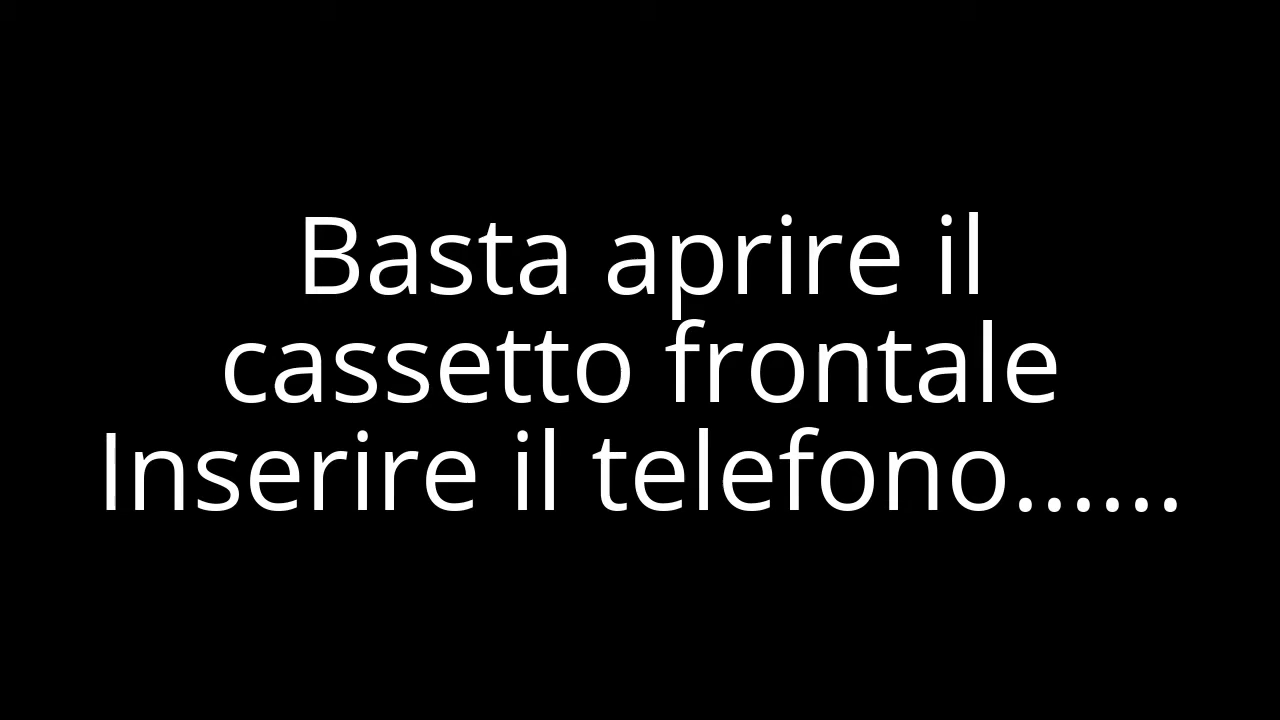 Basta aprire il
cassetto frontale
Inserire il telefono......